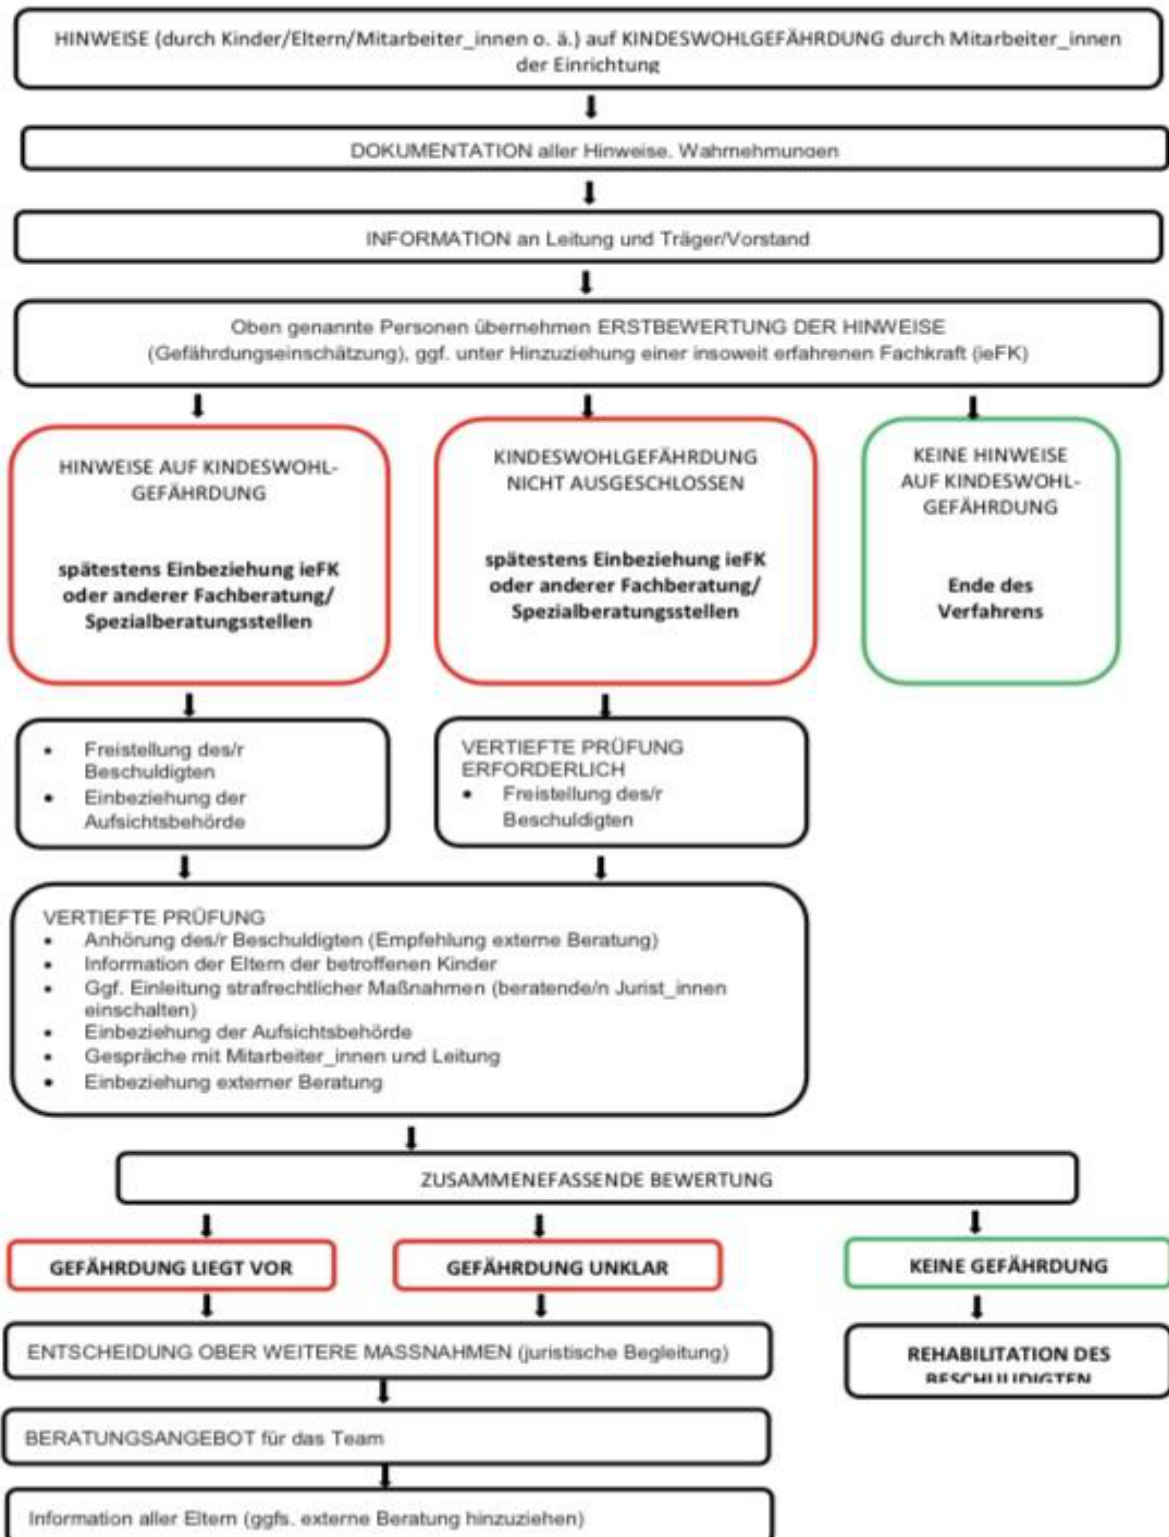 HINWEISE (durch Kinder/Eltern/Mitarbeiter_innen o. ä.) auf KINDESWOHLGEFÄHRDUNG durch Mitarbeiter_innen
der Einrichtung
DOKUMENTATION aller Hinweise, Wahrnehmungen
INFORMATION an Leitung und Träger/Vorstand
Oben genannte Personen übernehmen ERSTBEWERTUNG DER HINWEISE
(Gefährdungseinschätzung), ggf. unter Hinzuziehung einer insoweit erfahrenen Fachkraft (ieFK)
HINWEISE AUF KINDESWOHL-
GEFÄHRDUNG
spätestens Einbeziehung ieFK
oder anderer Fachberatung/
Spezialberatungsstellen
KINDESWOHLGEFÄHRDUNG
NICHT AUSGESCHLOSSEN
spätestens Einbeziehung ieFK
oder anderer Fachberatung/
Spezialberatungsstellen
KEINE HINWEISE
AUF KINDESWOHL-
GEFÄHRDUNG
Ende des
Verfahrens
• Freistellung des/r
Beschuldigten
• Einbeziehung der
Aufsichtsbehörde
VERTIEFTE PRÜFUNG
ERFORDERLICH
• Freistellung des/r
Beschuldigten
VERTIEFTE PRÜFUNG
• Anhörung des/r Beschuldigten (Empfehlung externe Beratung)
• Information der Eltern der betroffenen Kinder
• Ggf. Einleitung strafrechtlicher Maßnahmen (beratende/n Jurist_innen
einschalten)
• Einbeziehung der Aufsichtsbehörde
• Gespräche mit Mitarbeiter_innen und Leitung
• Einbeziehung externer Beratung
ZUSAMMENEFASSENDE BEWERTUNG
GEFÄHRDUNG LIEGT VOR
GEFÄHRDUNG UNKLAR
KEINE GEFÄHRDUNG
ENTSCHEIDUNG OBER WEITERE MASSNAHMEN (juristische Begleitung)
REHABILITATION DES
BESCHULDIGTEN
BERATUNGSANGEBOT für das Team
Information aller Eltern (ggfs. externe Beratung hinzuziehen)